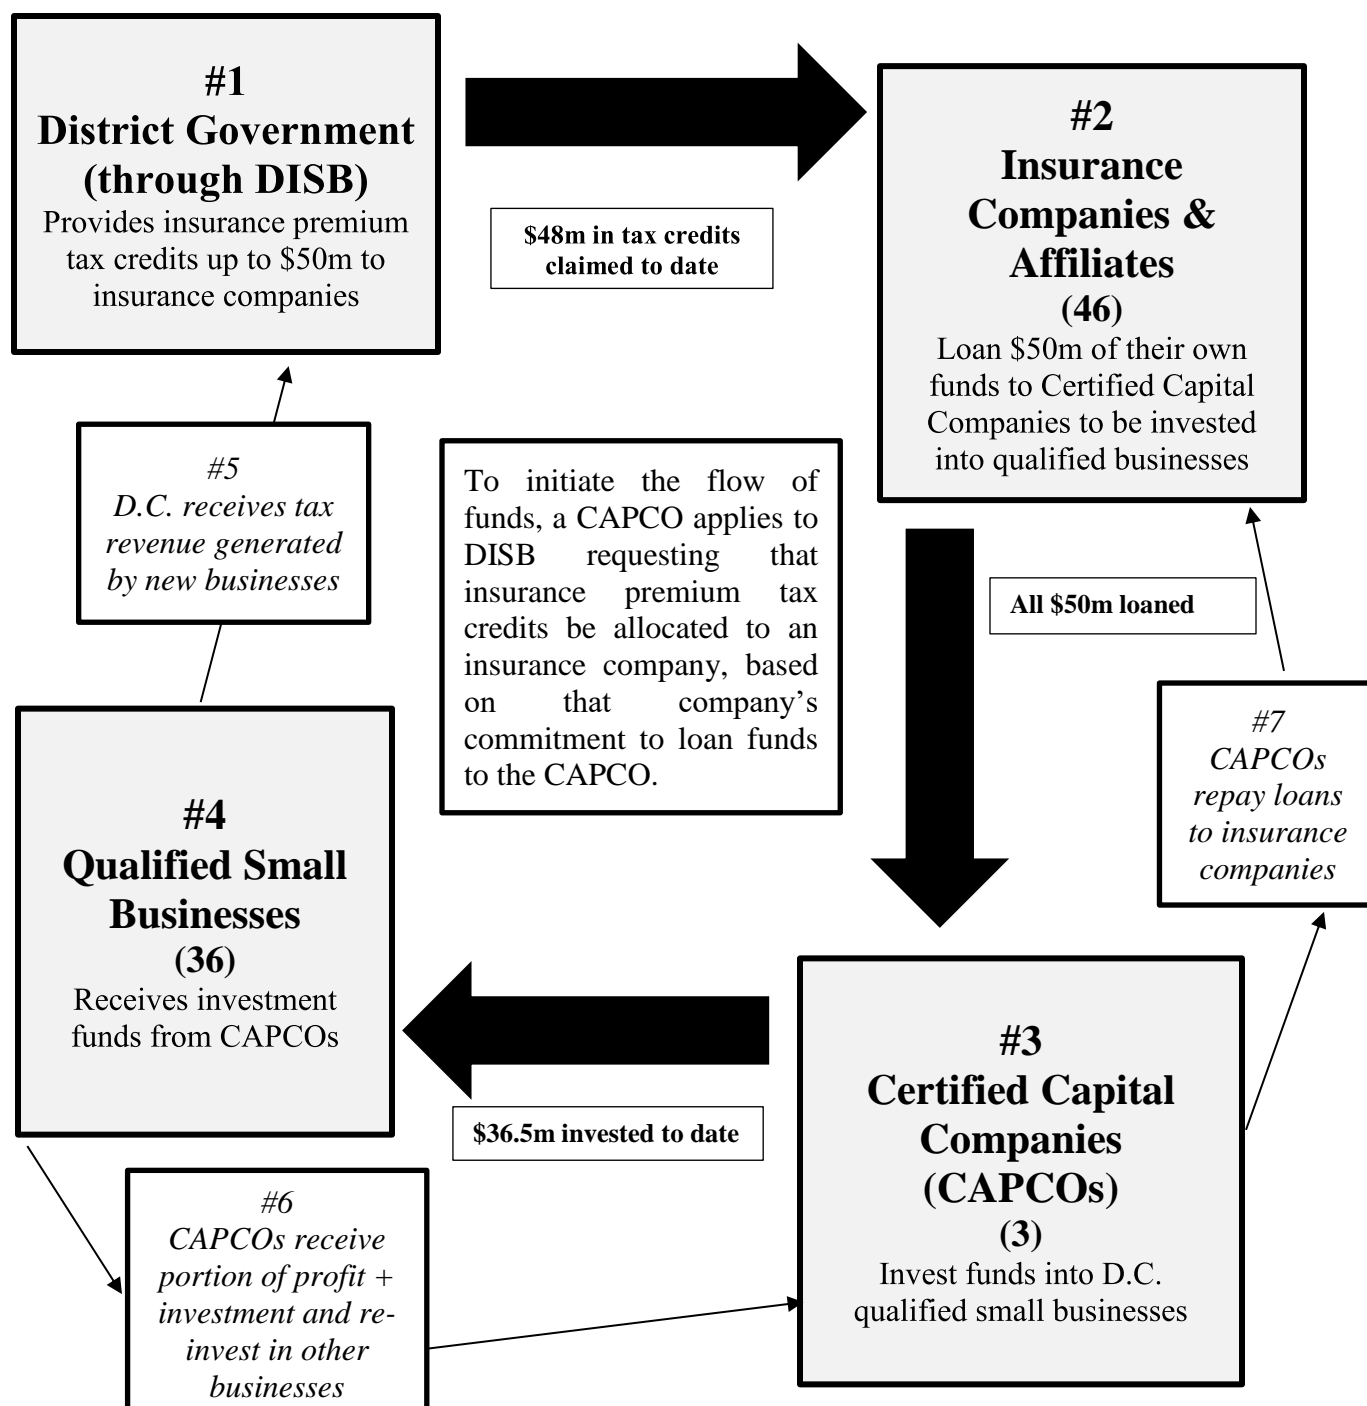 #1
District Government
(through DISB)
Provides insurance premium
tax credits up to $50m to
insurance companies
$48m in tax credits
claimed to date
#2
Insurance
Companies &
Affiliates
(46)
Loan $50m of their own
funds to Certified Capital
Companies to be invested
into qualified businesses
#5
D.C. receives tax
revenue generated
by new businesses
To initiate the flow of
funds, a CAPCO applies to
DISB requesting that
insurance premium tax
credits be allocated to an
insurance company, based
on that company’s
commitment to loan funds
to the CAPCO.
All $50m loaned
#7
CAPCOs
repay loans
to insurance
companies
#4
Qualified Small
Businesses
(36)
Receives investment
funds from CAPCOs
$36.5m invested to date
#3
Certified Capital
Companies
(CAPCOs)
(3)
Invest funds into D.C.
qualified small businesses
#6
CAPCOs receive
portion of profit +
investment and re-
invest in other
businesses